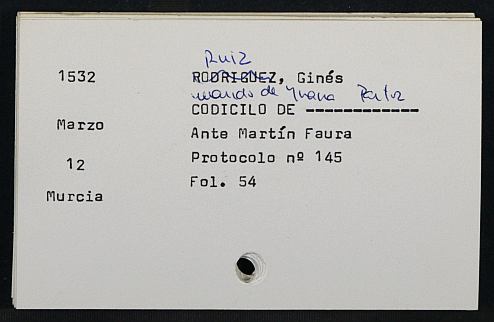 Ruiz
1532 RODRIGUEZ, Ginés
marido de Juana
CODICILO DE ------------
Marzo Ante Martín Faura
12 Protocolo nº 145
Fol. 54
Murcia